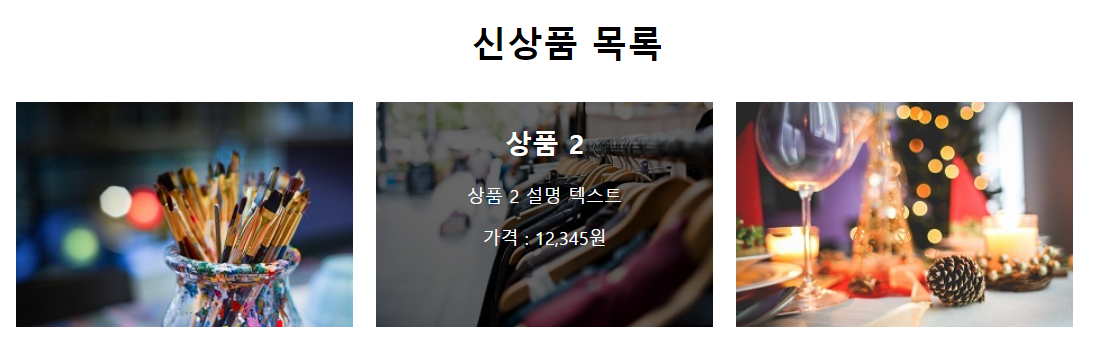 신상품 목록
상품 2
상품 2 설명 텍스트
가격 : 12,345원